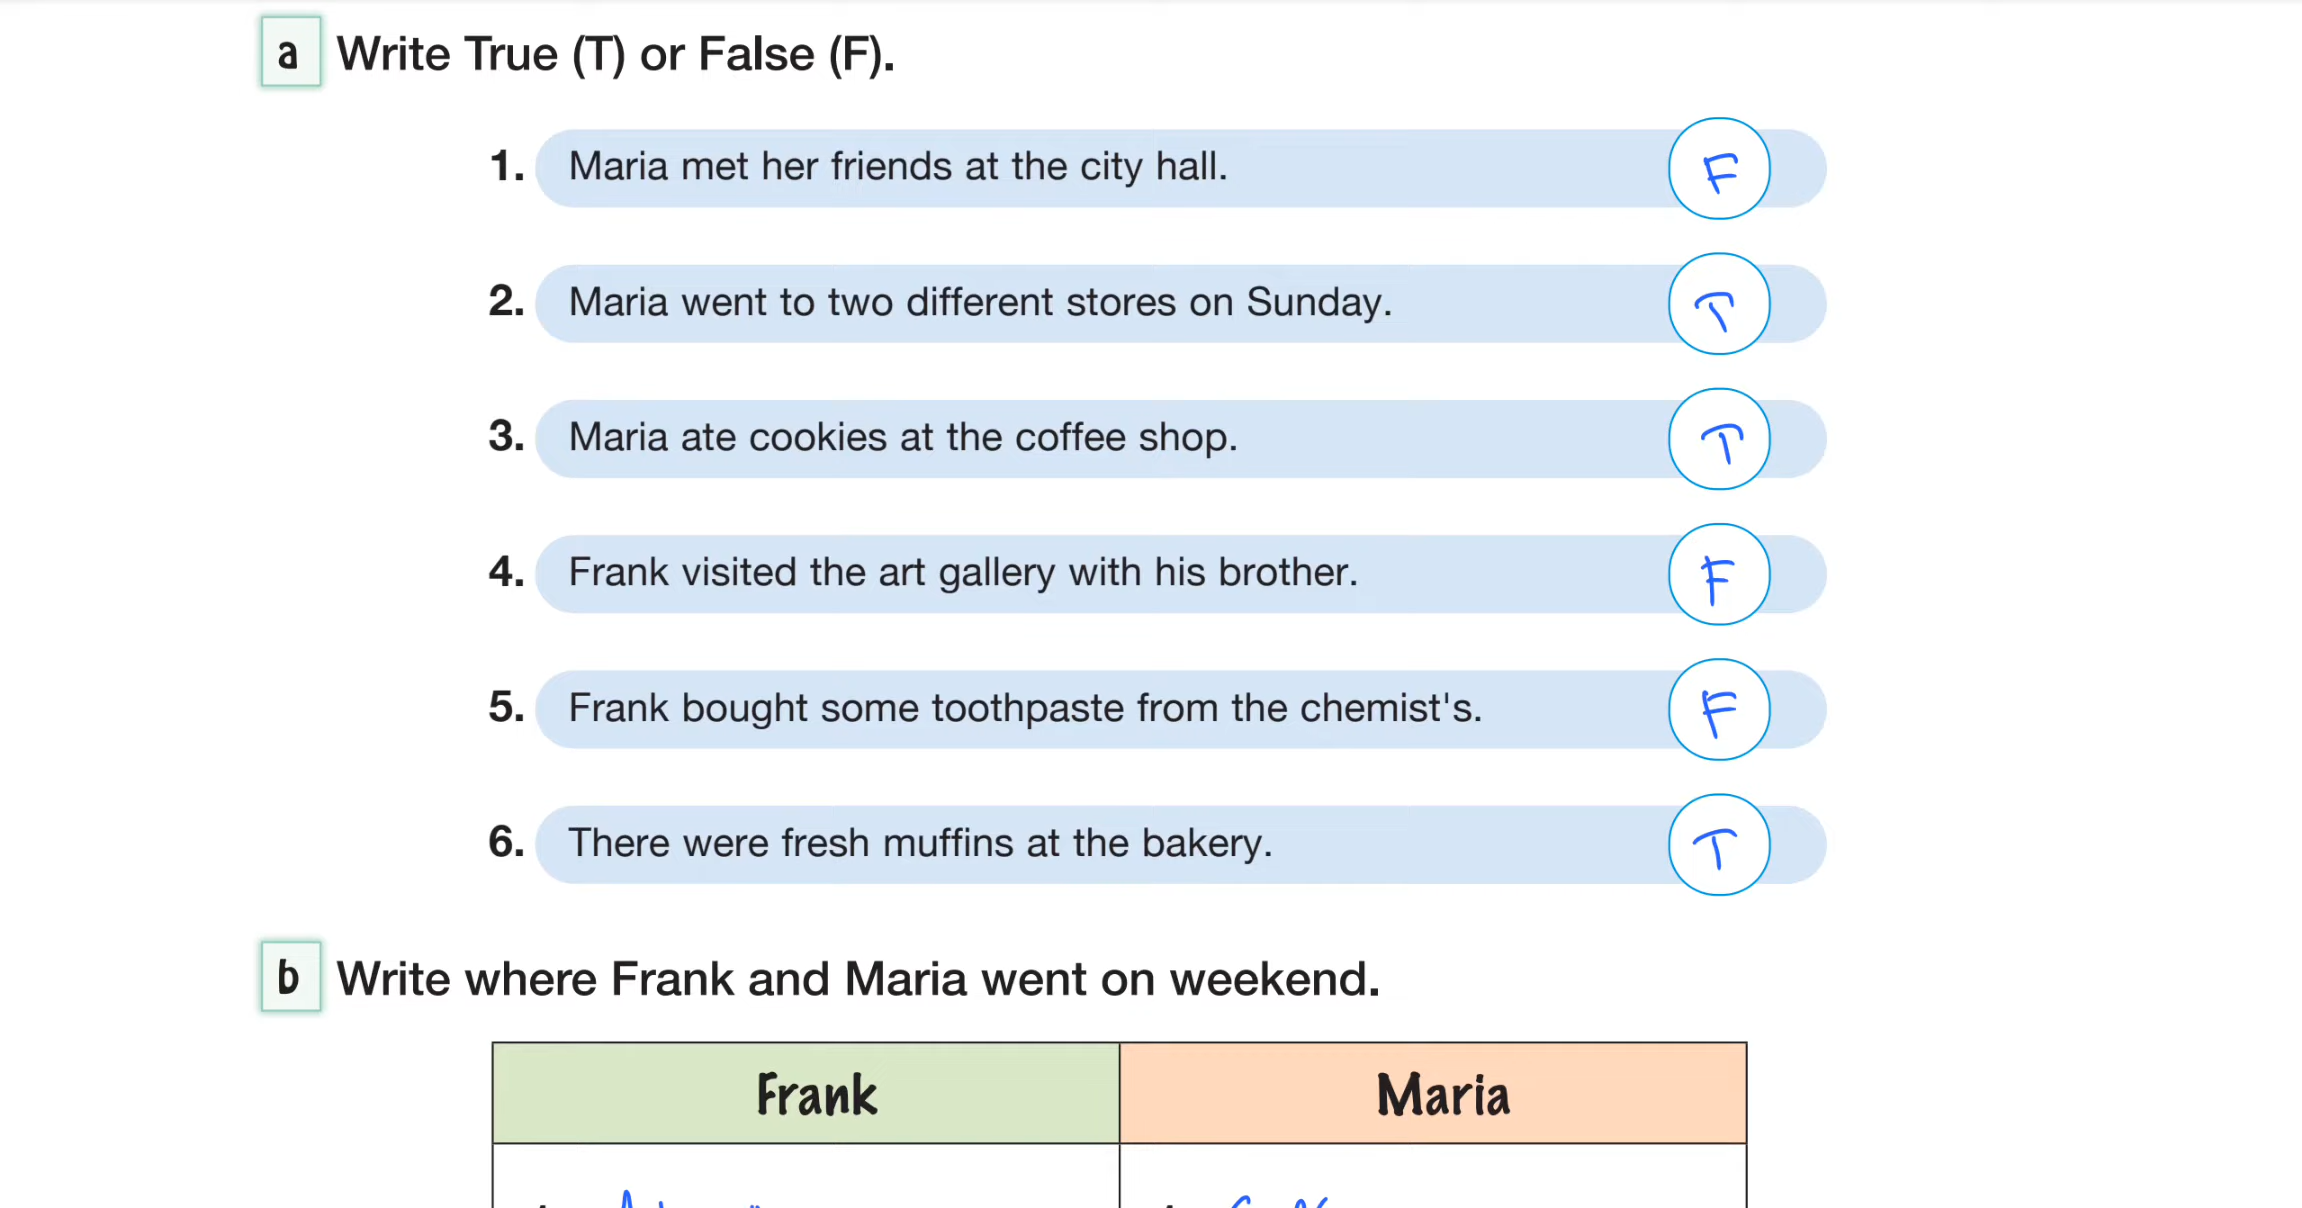 a Write True (T) or False (F).
1. Maria met her friends at the city hall. F
2. Maria went to two different stores on Sunday. T
3. Maria ate cookies at the coffee shop. T
4. Frank visited the art gallery with his brother. F
5. Frank bought some toothpaste from the chemist's. F
6. There were fresh muffins at the bakery. T
b Write where Frank and Maria went on weekend.
Frank Maria